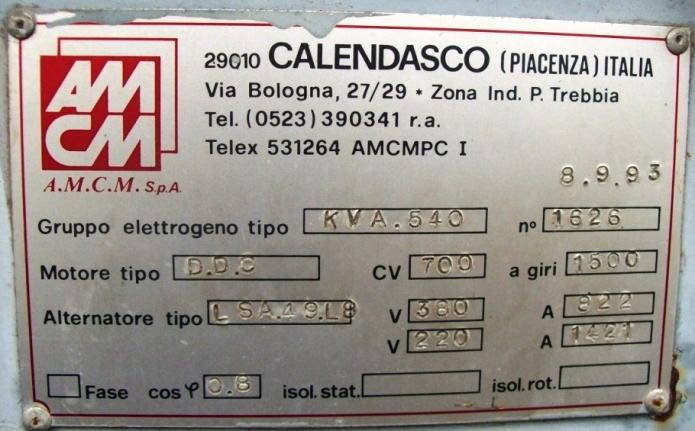 AM
CM
A.M.C.M. S.p.A.
29010 CALENDASCO (PIACENZA) ITALIA
Via Bologna, 27/29 * Zona Ind. P. Trebbia
Tel. (0523) 390341 r.a.
Telex 531264 AMCMPC I
8.9.93
Gruppo elettrogeno tipo KVA.540 nº 1626
Motore tipo D.D.C CV 700 a giri 1500
Alternatore tipo LSA.49.L8 V 380 A 822
V 220 A 1421
Fase cos φ 0.8 isol. stat. isol. rot.